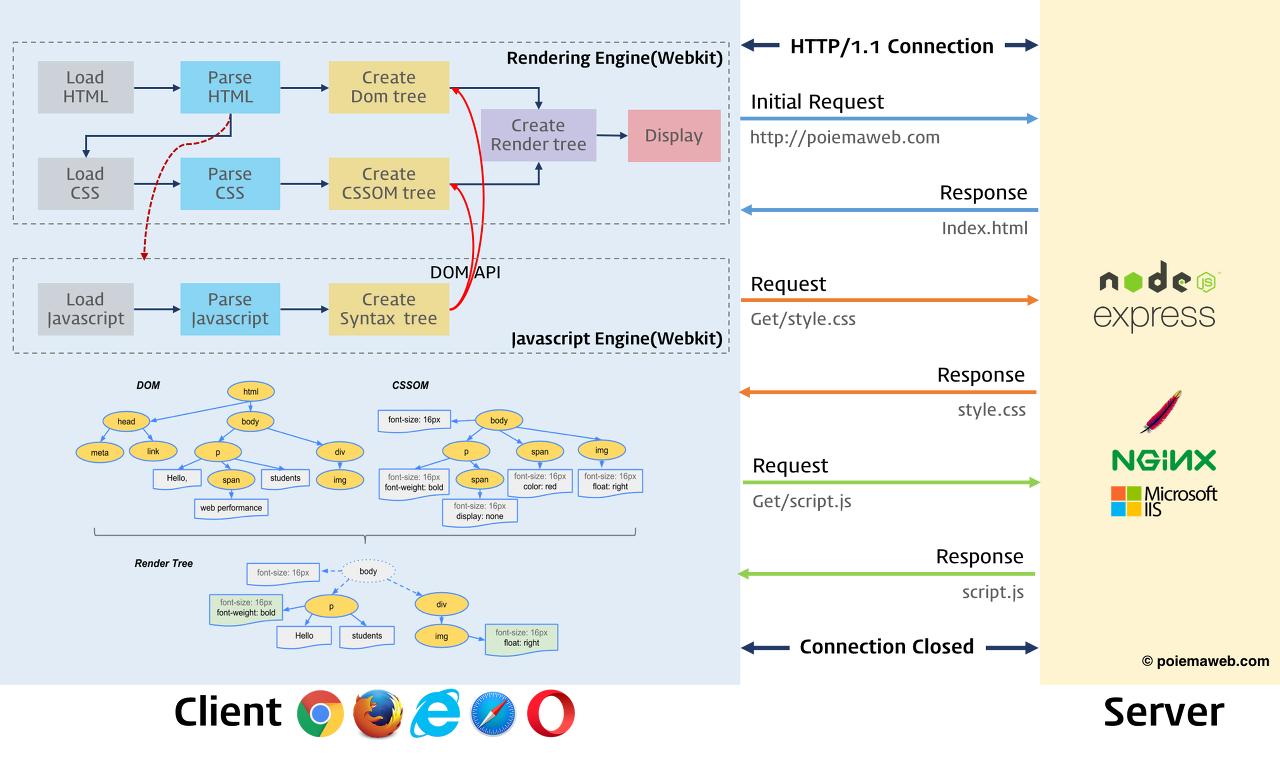 Rendering Engine(Webkit)
Load
HTML
Parse
HTML
Create
Dom tree
Create
Render tree
Display
Load
CSS
Parse
CSS
Create
CSSOM tree
DOM API
Load
Javascript
Parse
Javascript
Create
Syntax tree
Javascript Engine(Webkit)
DOM
html
head
body
meta
link
p
div
Hello,
span
students
img
web performance
CSSOM
font-size: 16px
body
p
span
img
font-size: 16px
font-weight: bold
span
font-size: 16px
color: red
font-size: 16px
float: right
font-size: 16px
display: none
Render Tree
font-size: 16px
body
font-size: 16px
font-weight: bold
p
div
Hello
students
img
font-size: 16px
float: right
HTTP/1.1 Connection
Initial Request
http://poiemaweb.com
Response
Index.html
Request
Get/style.css
Response
style.css
Request
Get/script.js
Response
script.js
Connection Closed
node
JS
express
NGINX
Microsoft
IIS
© poiemaweb.com
Client
Server